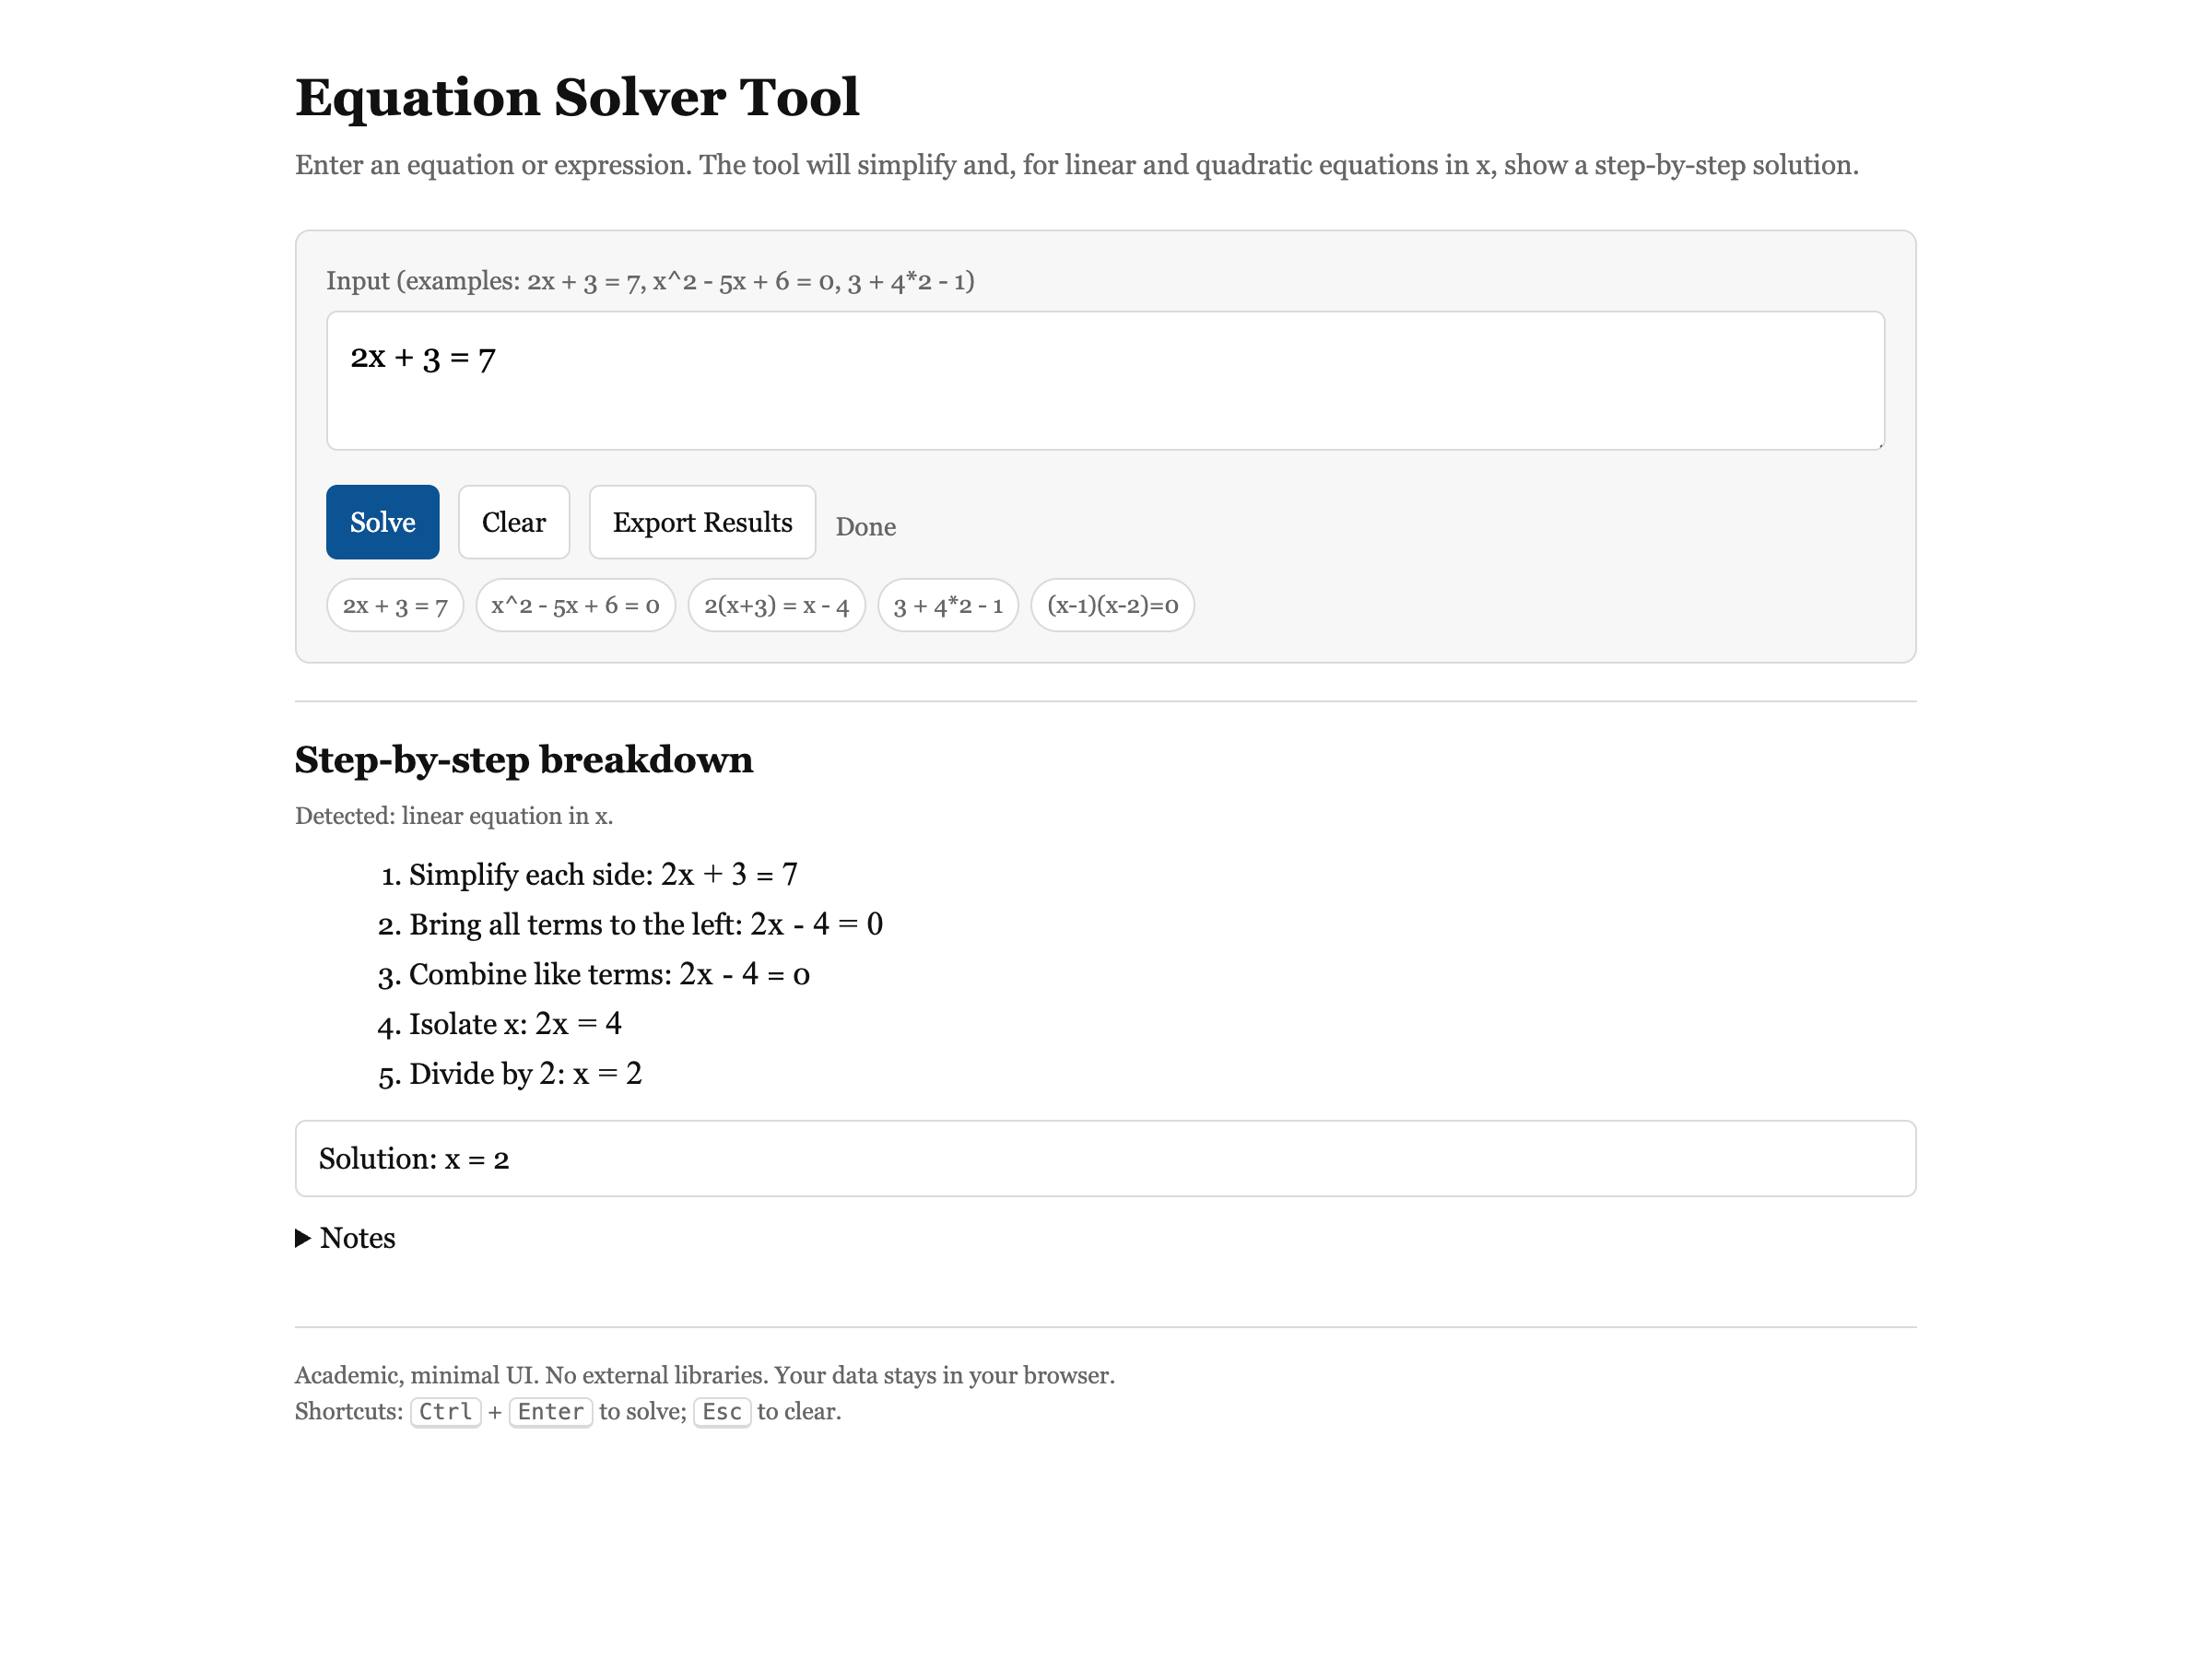 Equation Solver Tool
Enter an equation or expression. The tool will simplify and, for linear and quadratic equations in x, show a step-by-step solution.
Input (examples: 2x + 3 = 7, x^2 - 5x + 6 = 0, 3 + 4*2 - 1)
2x + 3 = 7
Solve Clear Export Results Done
2x + 3 = 7 x^2 - 5x + 6 = 0 2(x+3) = x - 4 3 + 4*2 - 1 (x-1)(x-2)=0
Step-by-step breakdown
Detected: linear equation in x.
1. Simplify each side: 2x + 3 = 7
2. Bring all terms to the left: 2x - 4 = 0
3. Combine like terms: 2x - 4 = 0
4. Isolate x: 2x = 4
5. Divide by 2: x = 2
Solution: x = 2
Notes
Academic, minimal UI. No external libraries. Your data stays in your browser.
Shortcuts: Ctrl + Enter to solve; Esc to clear.